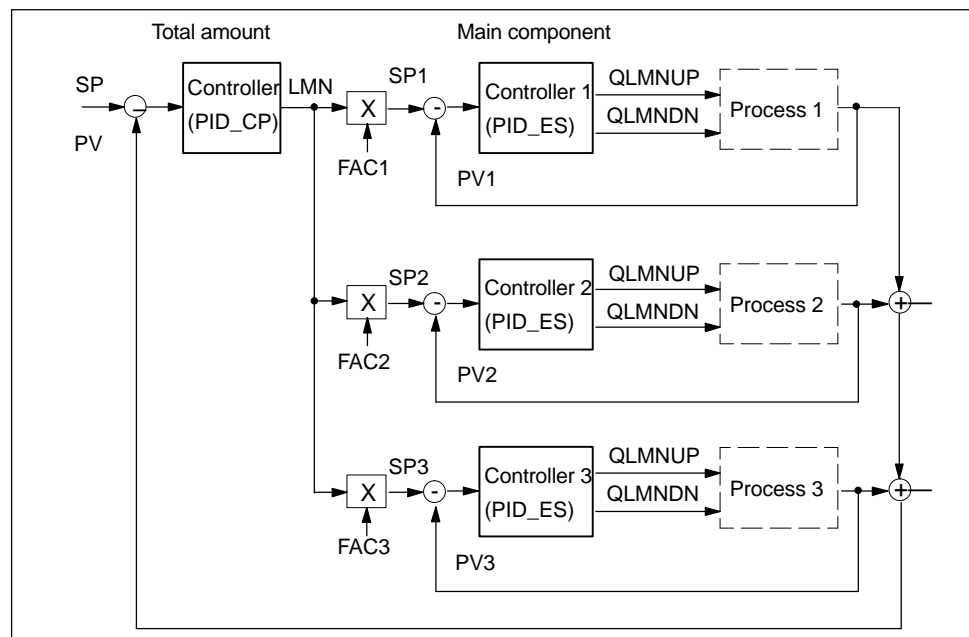 Total amount
Main component
SP
PV
Controller
(PID_CP)
LMN
X
FAC1
SP1
-
PV1
Controller 1
(PID_ES)
QLMNUP
QLMNDN
Process 1
X
FAC2
SP2
-
PV2
Controller 2
(PID_ES)
QLMNUP
QLMNDN
Process 2
+
X
FAC3
SP3
-
PV3
Controller 3
(PID_ES)
QLMNUP
QLMNDN
Process 3
+